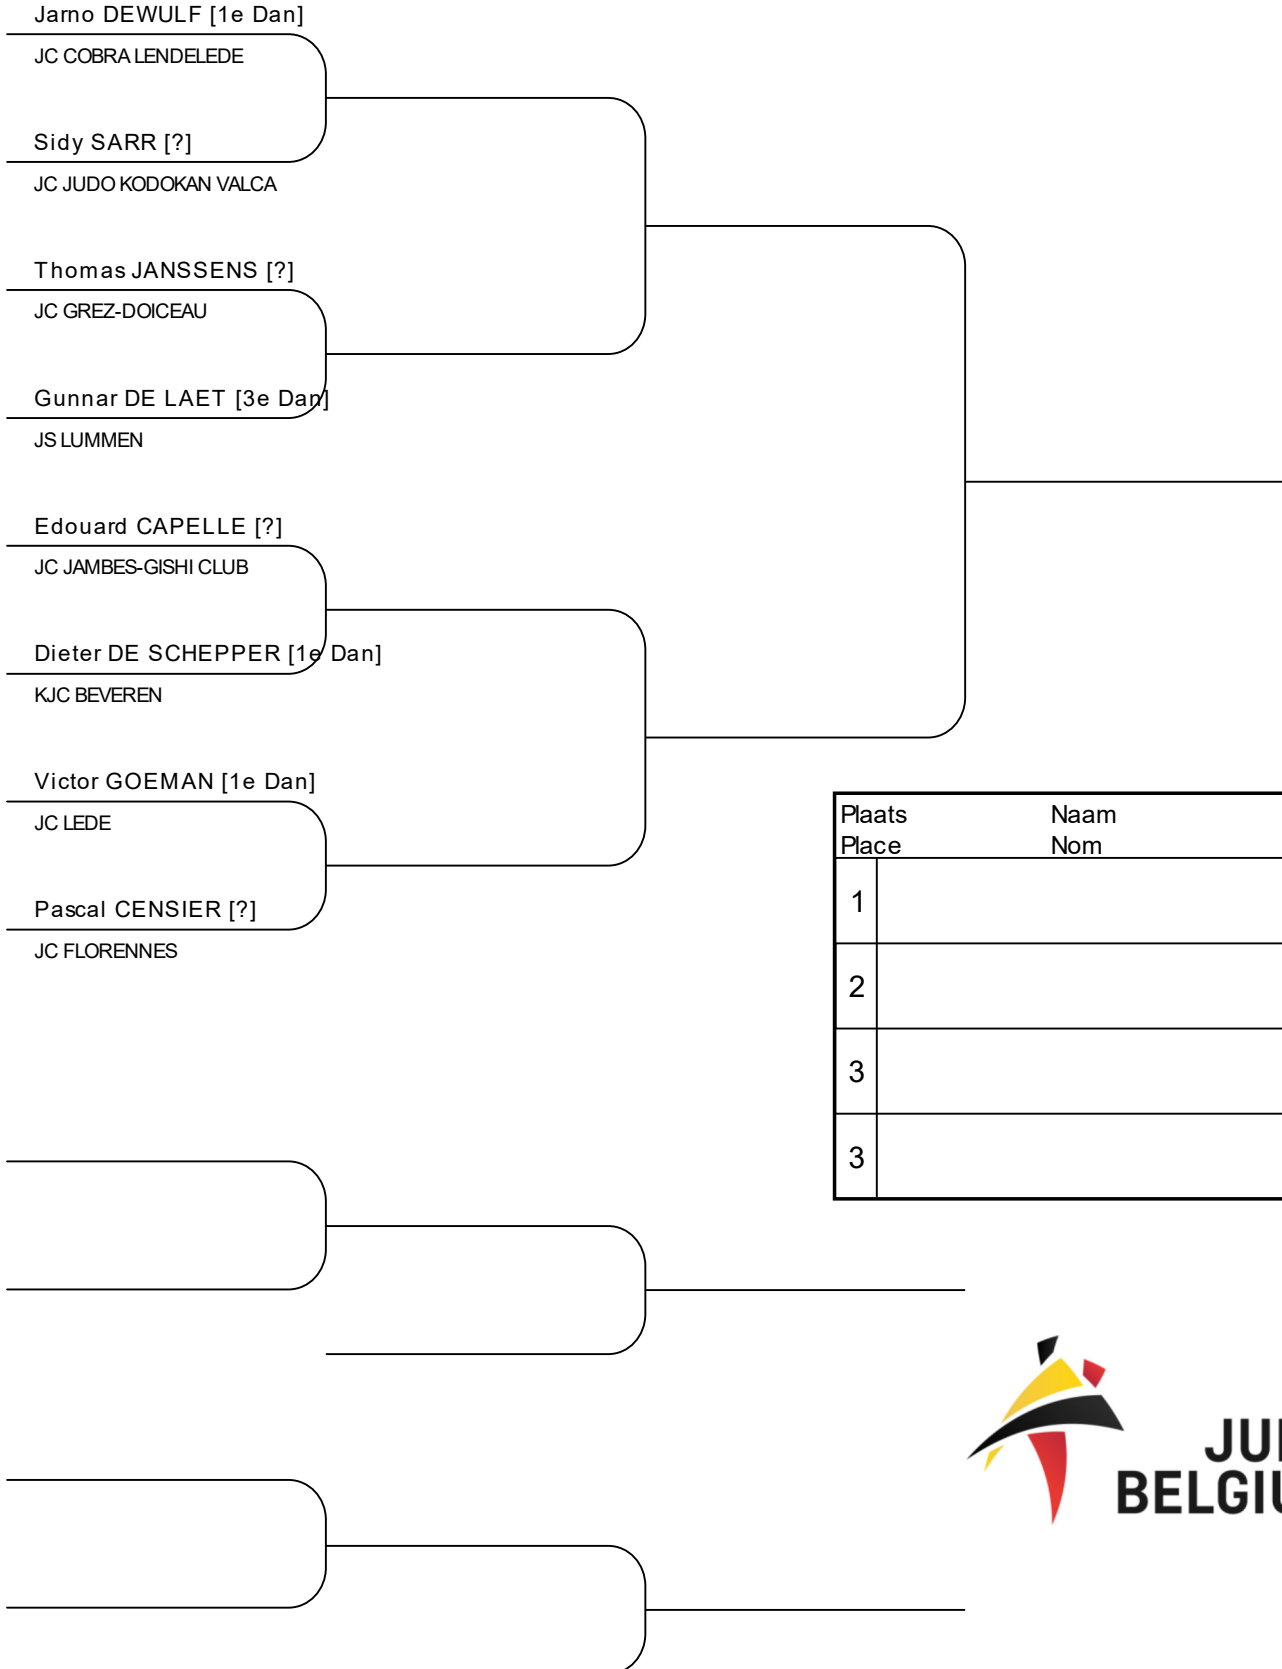 Jarno DEWULF [1e Dan]
JC COBRA LENDELEDE
Sidy SARR [?]
JC JUDO KODOKAN VALCA
Thomas JANSSENS [?]
JC GREZ-DOICEAU
Gunnar DE LAET [3e Dan]
JS LUMMEN
Edouard CAPELLE [?]
JC JAMBES-GISHI CLUB
Dieter DE SCHEPPER [1e Dan]
KJC BEVEREN
Victor GOEMAN [1e Dan]
JC LEDE
Pascal CENSIER [?]
JC FLORENNES
Plaats Naam
Place Nom
1
2
3
3